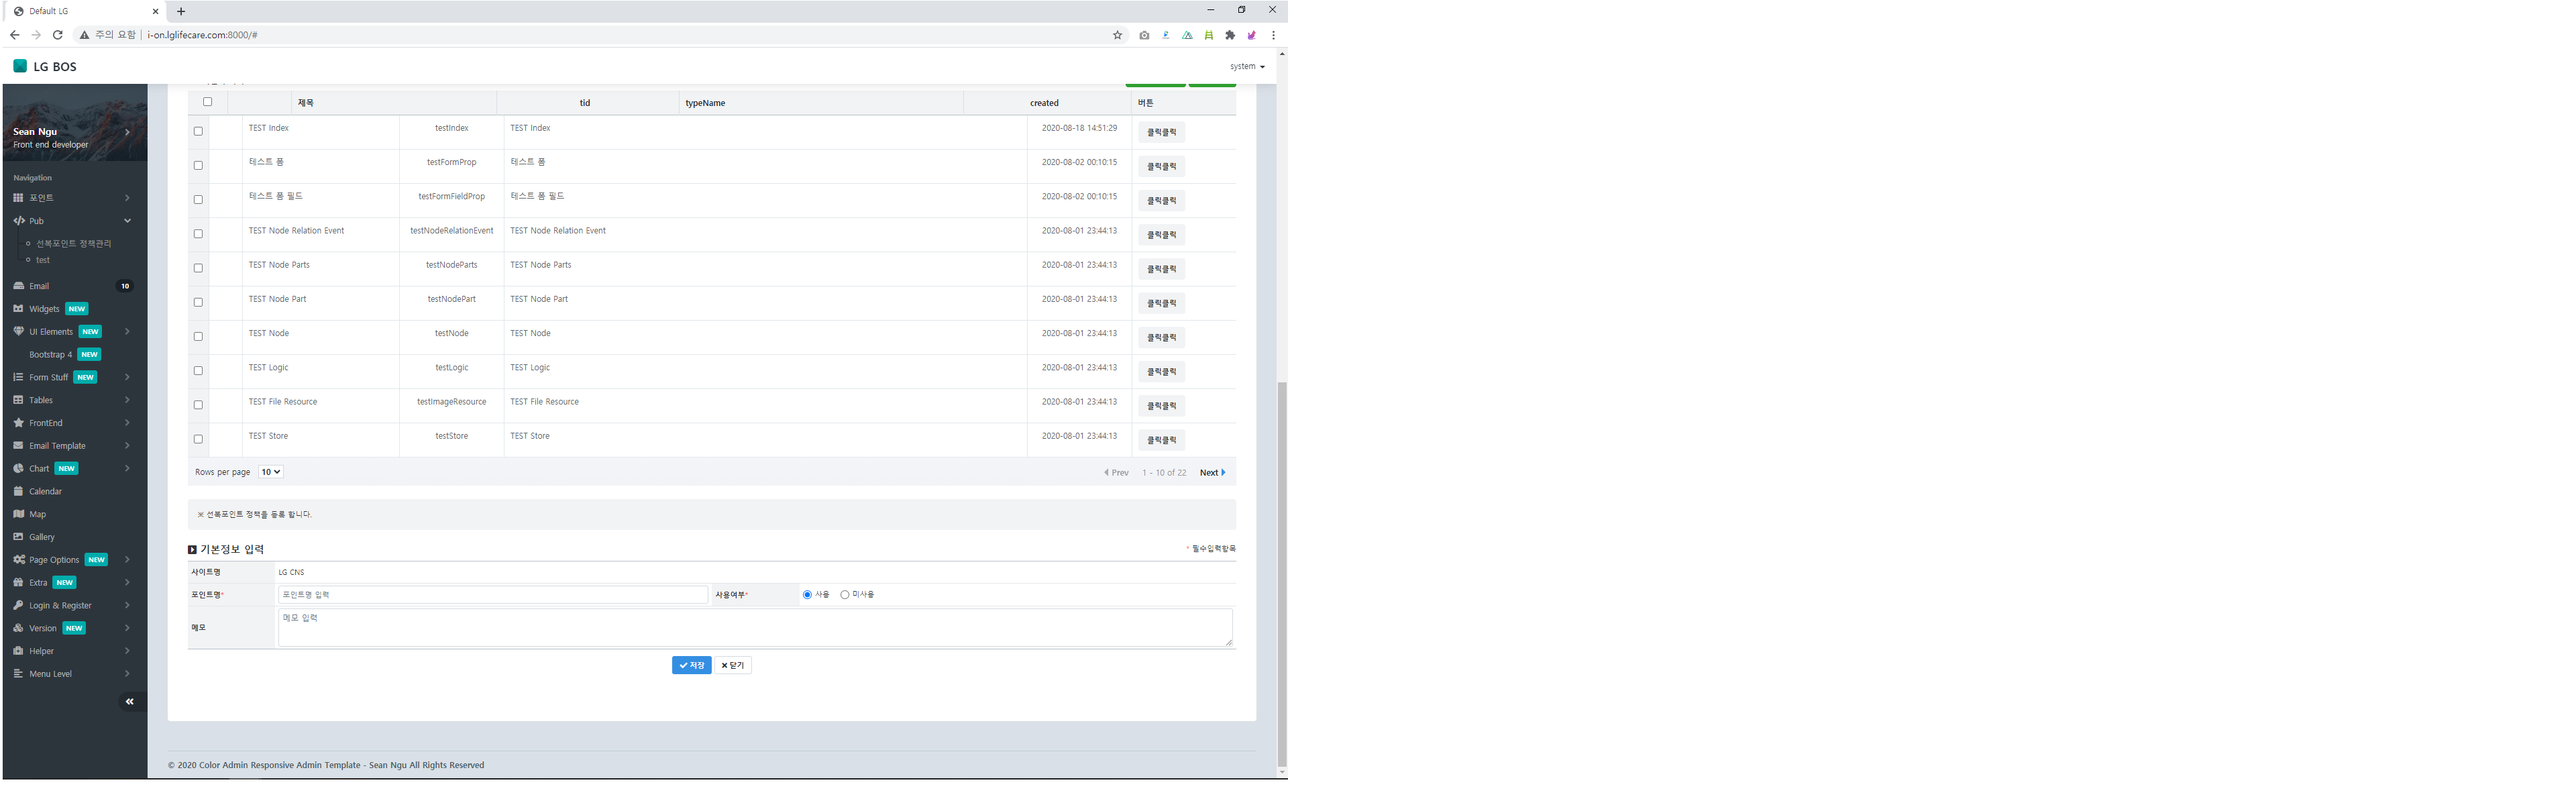 Default LG
주의 요함 | i-on.lglifecare.com:8000/#
LG BOS
system
Sean Ngu
Front end developer
Navigation
포인트
Pub
선복포인트 정책관리
test
Email 10
Widgets NEW
UI Elements NEW
Bootstrap 4 NEW
Form Stuff NEW
Tables
FrontEnd
Email Template
Chart NEW
Calendar
Map
Gallery
Page Options NEW
Extra NEW
Login & Register
Version NEW
Helper
Menu Level
제목 tid typeName created 버튼
TEST Index testIndex TEST Index 2020-08-18 14:51:29 클릭클릭
테스트 폼 testFormProp 테스트 폼 2020-08-02 00:10:15 클릭클릭
테스트 폼 필드 testFormFieldProp 테스트 폼 필드 2020-08-02 00:10:15 클릭클릭
TEST Node Relation Event testNodeRelationEvent TEST Node Relation Event 2020-08-01 23:44:13 클릭클릭
TEST Node Parts testNodeParts TEST Node Parts 2020-08-01 23:44:13 클릭클릭
TEST Node Part testNodePart TEST Node Part 2020-08-01 23:44:13 클릭클릭
TEST Node testNode TEST Node 2020-08-01 23:44:13 클릭클릭
TEST Logic testLogic TEST Logic 2020-08-01 23:44:13 클릭클릭
TEST File Resource testImageResource TEST File Resource 2020-08-01 23:44:13 클릭클릭
TEST Store testStore TEST Store 2020-08-01 23:44:13 클릭클릭
Rows per page 10 Prev 1 - 10 of 22 Next
※ 선복포인트 정책을 등록 합니다.
기본정보 입력 * 필수입력항목
사이트명 LG CNS
포인트명* 포인트명 입력 사용여부* 사용 미사용
메모 메모 입력
저장 닫기
© 2020 Color Admin Responsive Admin Template - Sean Ngu All Rights Reserved